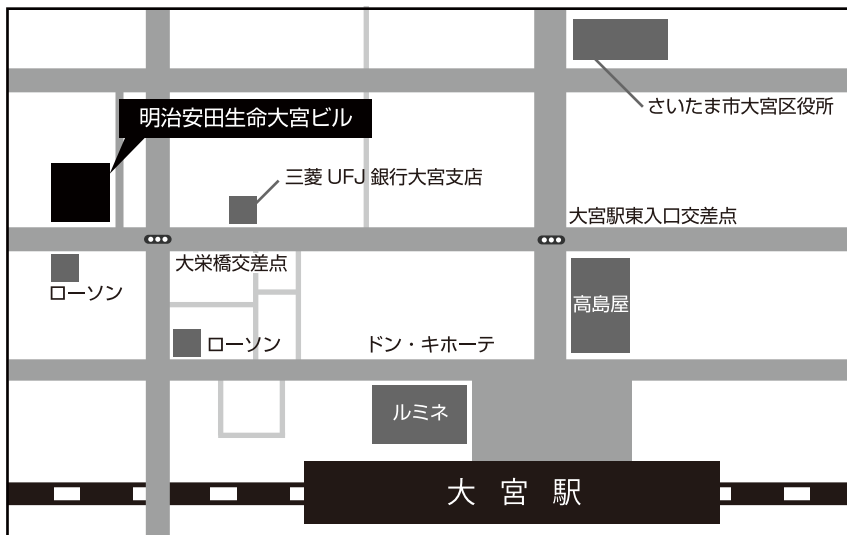 さいたま市大宮区役所
明治安田生命大宮ビル
三菱UFJ銀行大宮支店
大宮駅東入口交差点
大栄橋交差点
ローソン
高島屋
ローソン
ドン・キホーテ
ルミネ
大宮駅